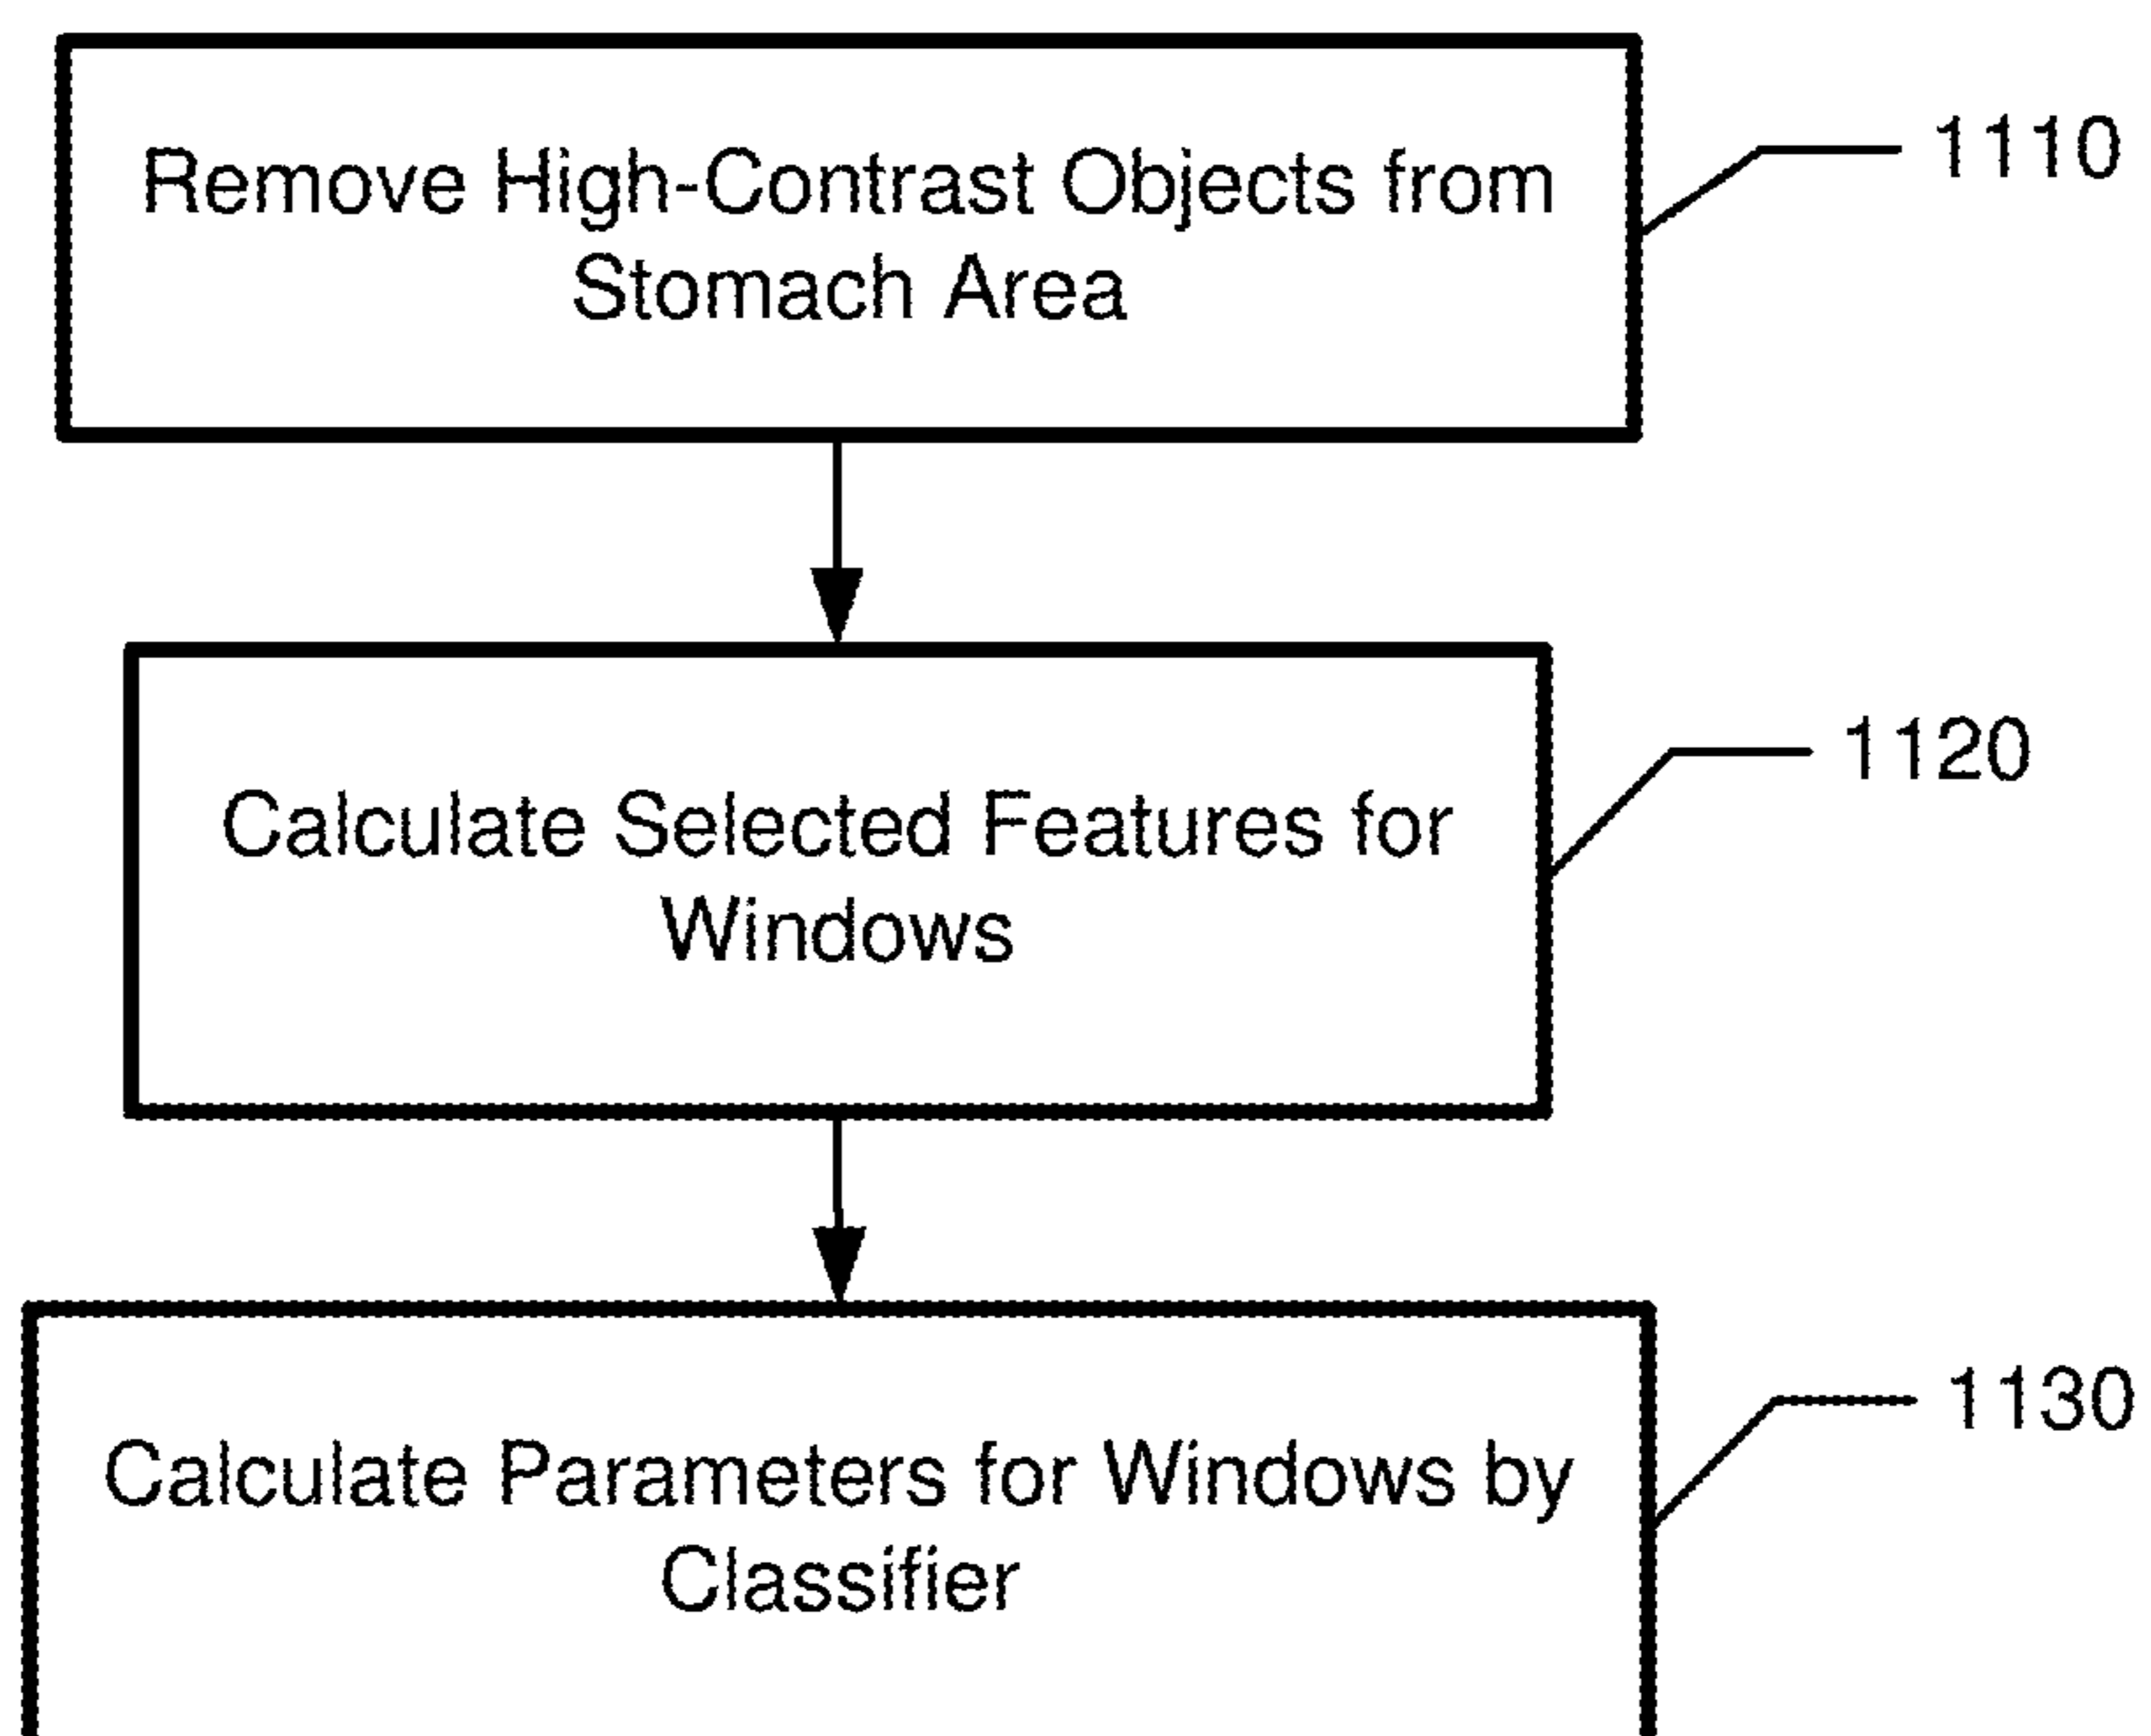 Remove High-Contrast Objects from
Stomach Area
1110
Calculate Selected Features for
Windows
1120
Calculate Parameters for Windows by
Classifier
1130